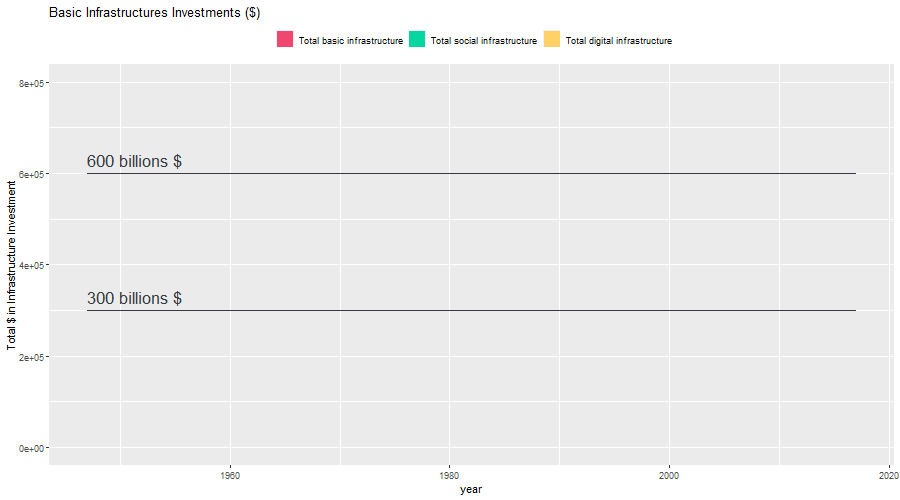 Basic Infrastructures Investments ($)
Total basic infrastructure Total social infrastructure Total digital infrastructure
8e+05
600 billions $
6e+05
4e+05
300 billions $
2e+05
0e+00
Total $ in Infrastructure Investment
1960 1980 2000 2020
year